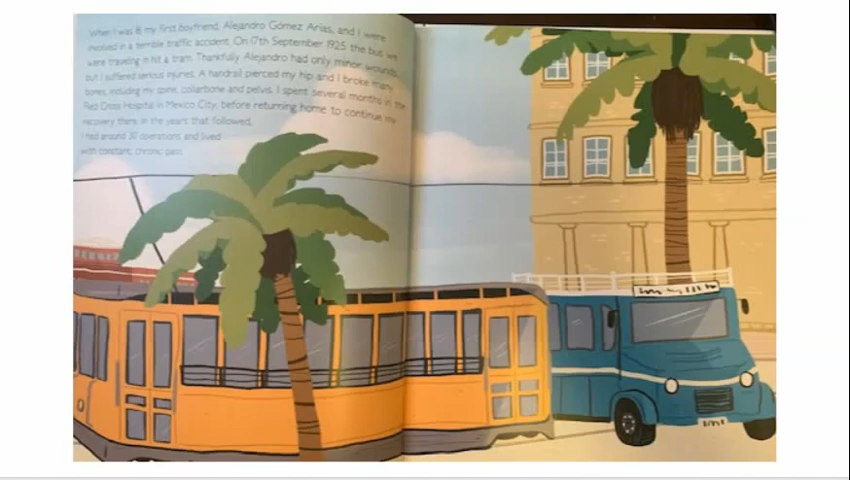 When I was 18, my first boyfriend, Alejandro Gómez Arias, and I were
involved in a terrible traffic accident. On 17th September 1925 the bus we
were traveling in hit a tram. Thankfully Alejandro had only minor wounds,
but I suffered serious injuries. A handrail pierced my hip and I broke many
bones, including my spine, collarbone and pelvis. I spent several months in the
Red Cross Hospital in Mexico City, before returning home to continue my
recovery there in the years that followed.
I had around 30 operations and lived
with constant, chronic pain.